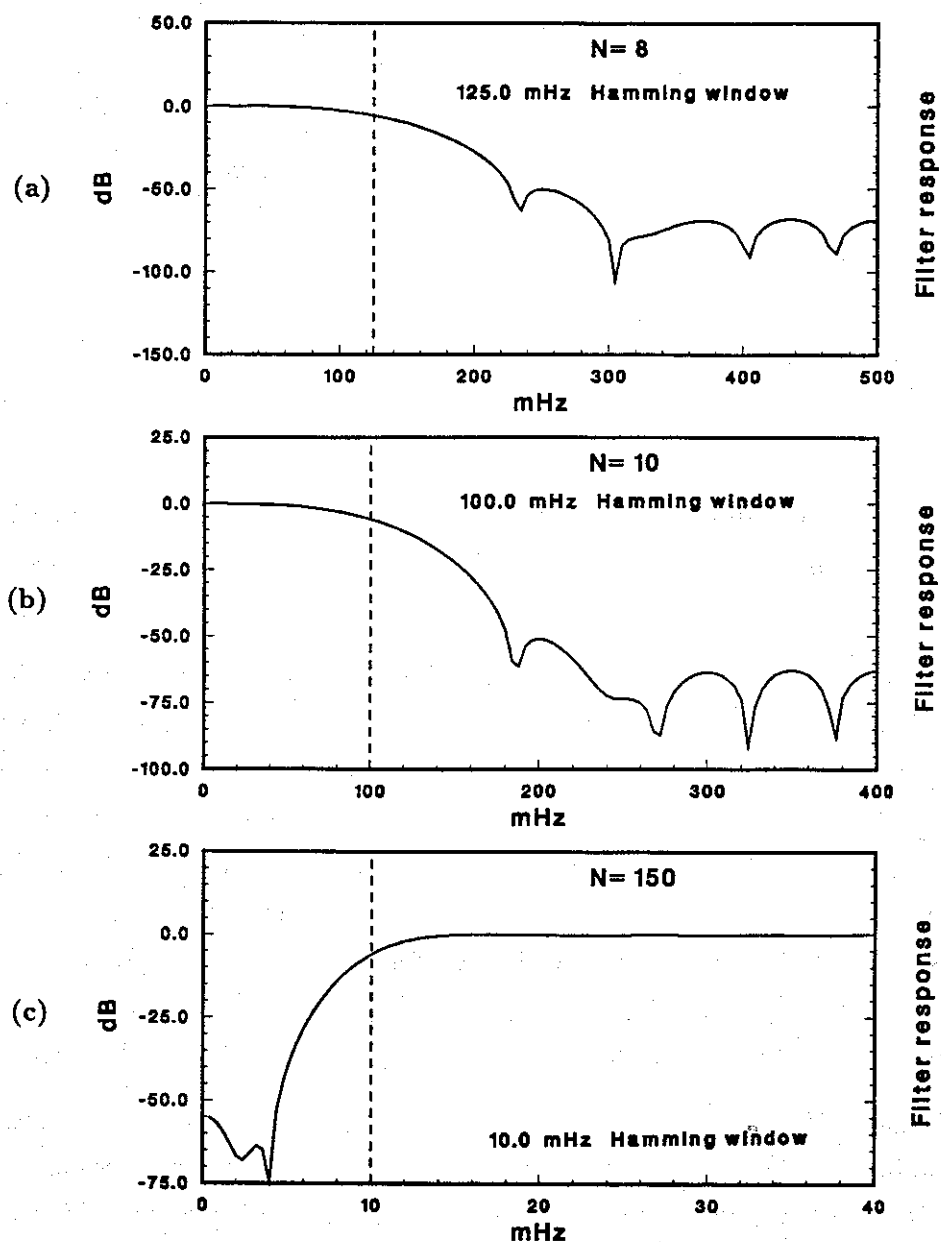 (a)
50.0
0.0
-50.0
-100.0
-150.0
dB
N= 8
125.0 mHz Hamming window
Filter response
0 100 200 300 400 500
mHz
(b)
25.0
0.0
-25.0
-50.0
-75.0
-100.0
dB
N= 10
100.0 mHz Hamming window
Filter response
0 100 200 300 400
mHz
(c)
25.0
0.0
-25.0
-50.0
-75.0
dB
N= 150
10.0 mHz Hamming window
Filter response
0 10 20 30 40
mHz